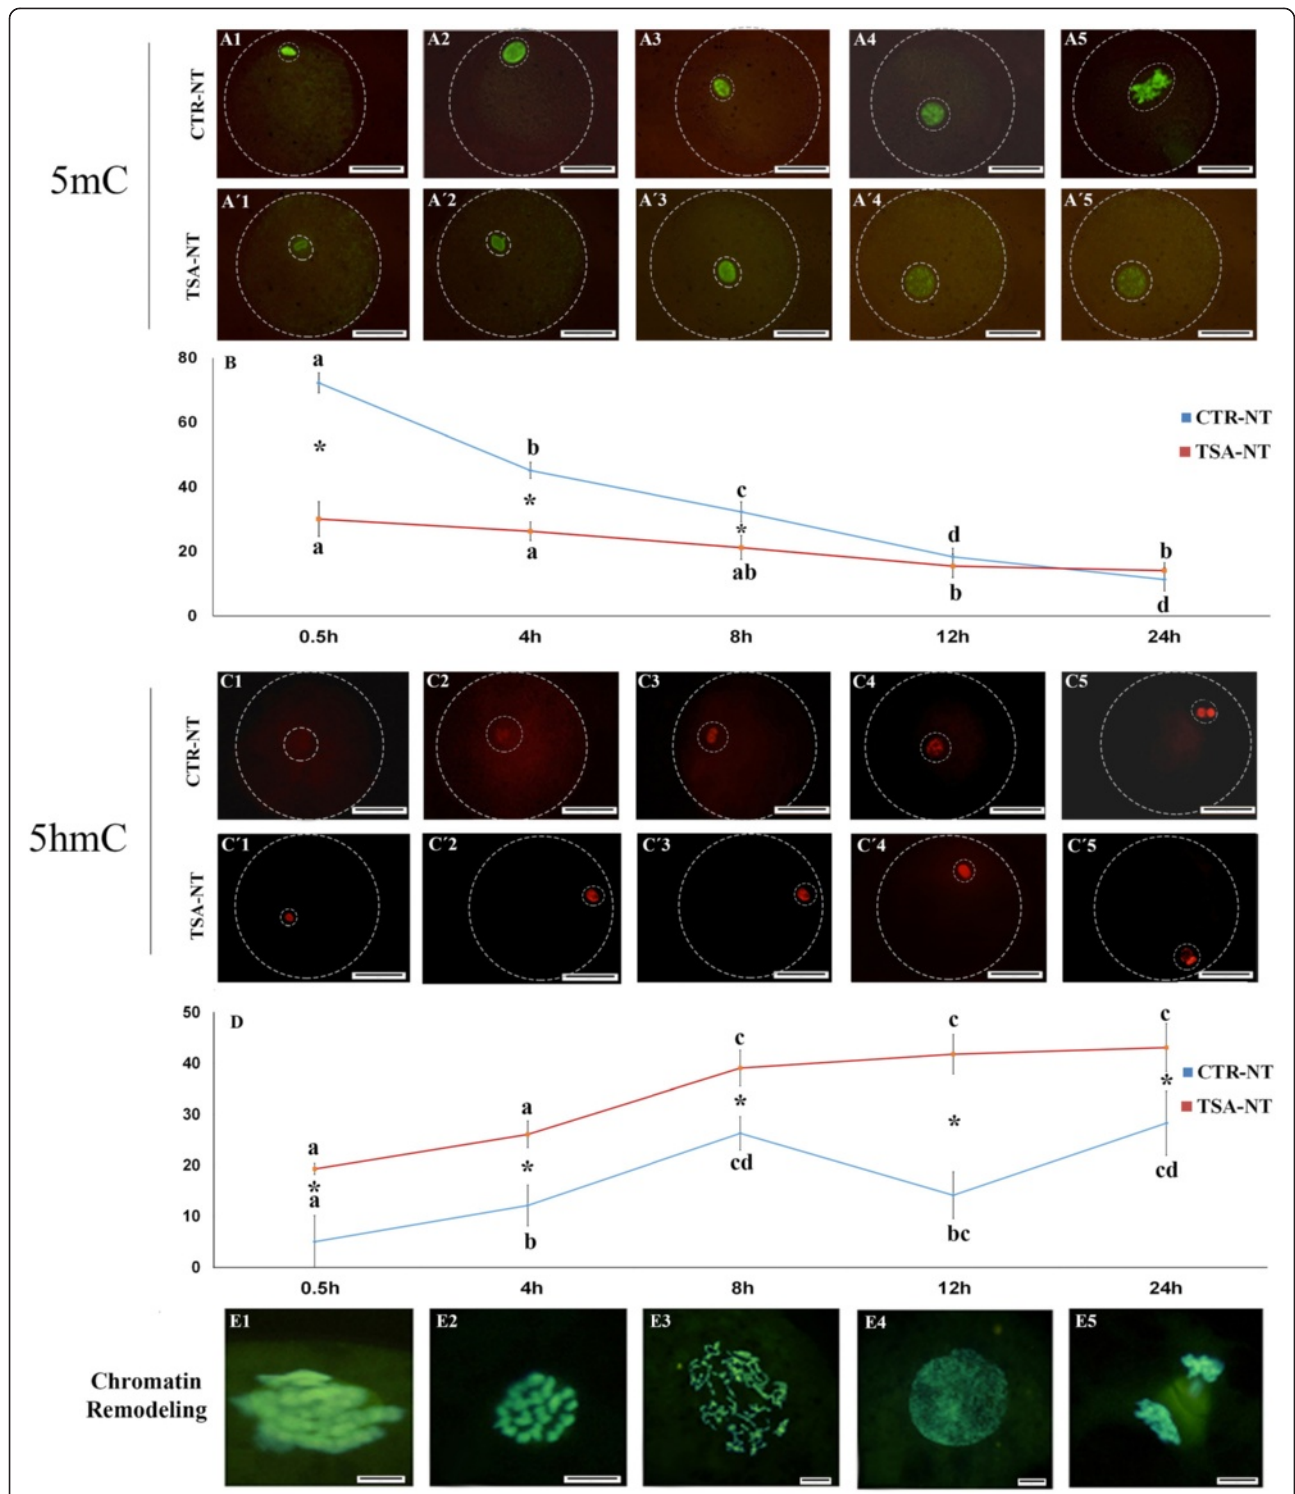 A1 A2 A3 A4 A5
CTR-NT
5mC
A´1 A´2 A´3 A´4 A´5
TSA-NT
B
80
60
40
20
0
a
b
c
d
b
*
*
*
a
a
ab
b
d
CTR-NT
TSA-NT
0.5h 4h 8h 12h 24h
C1 C2 C3 C4 C5
CTR-NT
5hmC
C´1 C´2 C´3 C´4 C´5
TSA-NT
D
50
40
30
20
10
0
a
a
c
c
c
*
*
*
*
*
a
b
cd
bc
cd
CTR-NT
TSA-NT
0.5h 4h 8h 12h 24h
E1 E2 E3 E4 E5
Chromatin
Remodeling